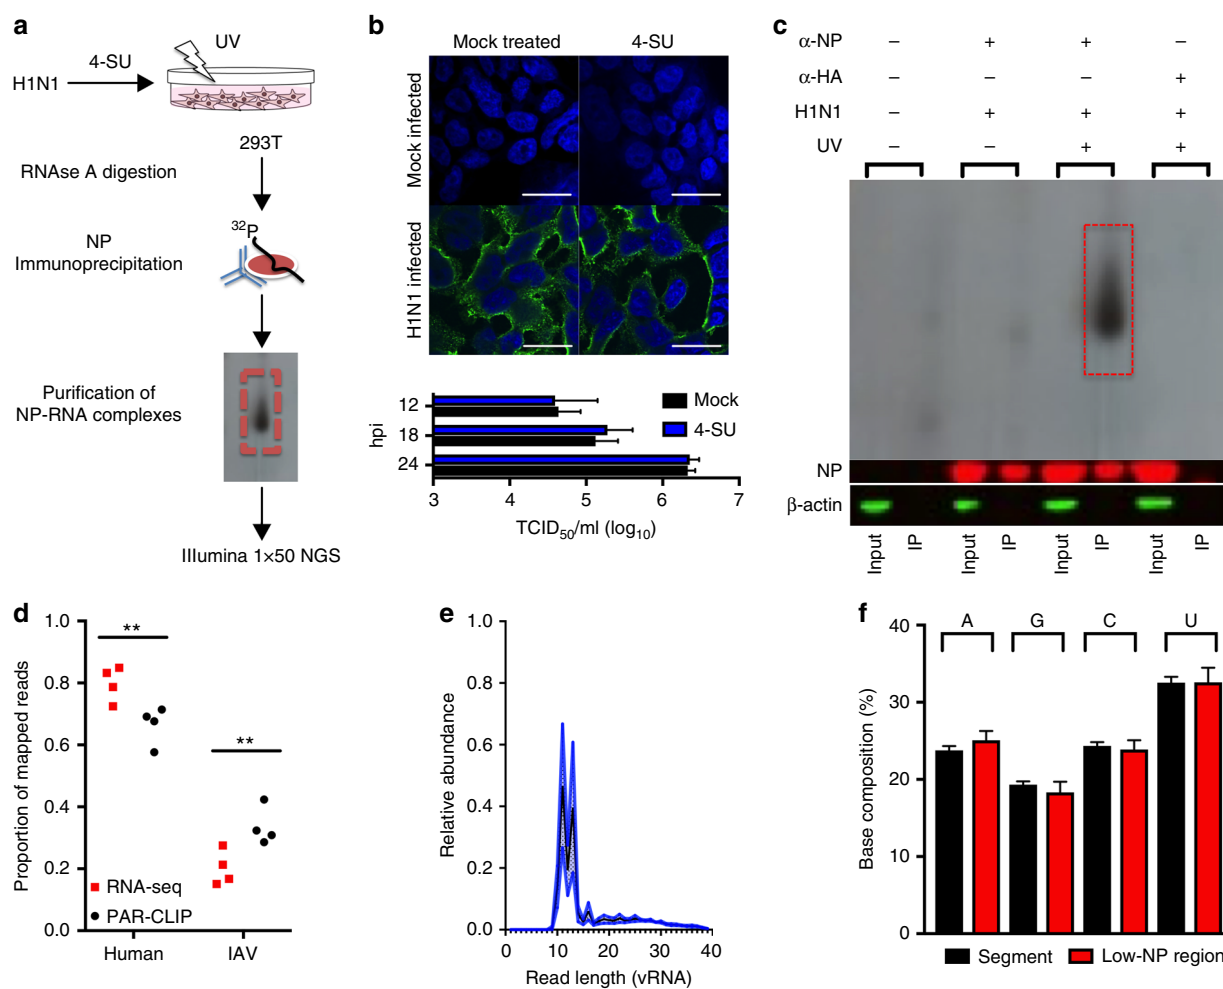 a
H1N1
4-SU
UV
293T
RNAse A digestion
32P
NP
Immunoprecipitation
Purification of
NP-RNA complexes
Illumina 1×50 NGS
b
Mock treated
4-SU
Mock infected
H1N1 infected
Mock
4-SU
hpi
12
18
24
3 4 5 6 7
TCID50/ml (log10)
c
α-NP – + + –
α-HA – – – +
H1N1 – + + +
UV – – + +
NP
β-actin
Input IP Input IP Input IP Input IP
d
Proportion of mapped reads
1.0
0.8
0.6
0.4
0.2
0.0
**
**
RNA-seq
PAR-CLIP
Human IAV
e
Relative abundance
1.0
0.8
0.6
0.4
0.2
0.0
0 10 20 30 40
Read length (vRNA)
f
Base composition (%)
40
30
20
10
0
A G C U
Segment
Low-NP region